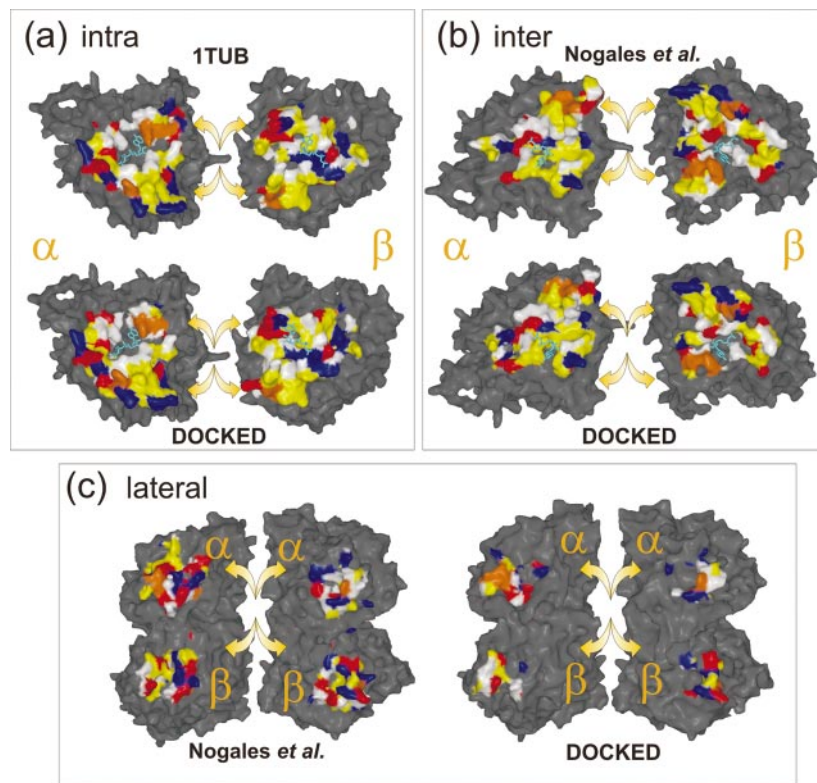 (a) intra
1TUB
α
β
DOCKED
(b) inter
Nogales et al.
α
β
DOCKED
(c) lateral
α α
β β
Nogales et al.
α α
β β
DOCKED